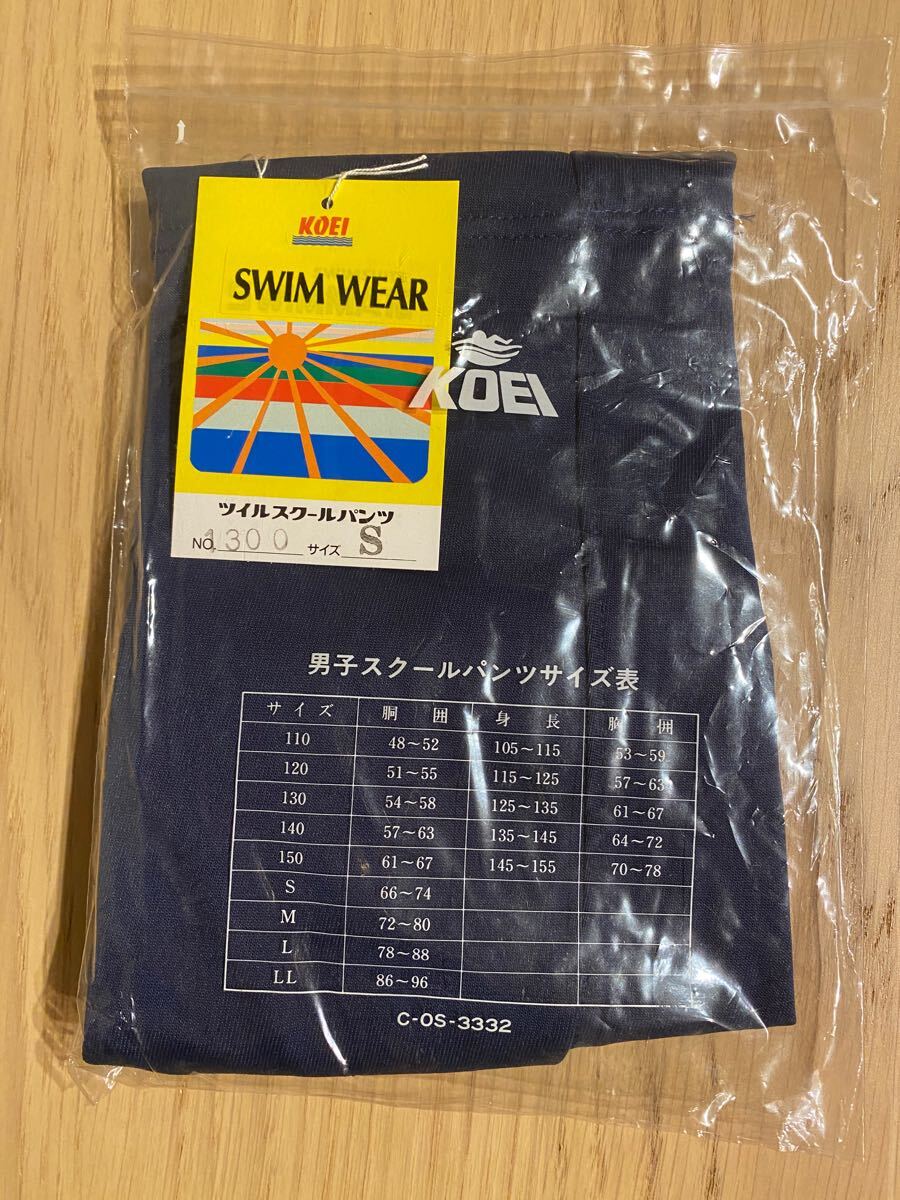 KOEI
SWIM WEAR
KOEI
ツイルスクールパンツ
NO. 1300 サイズ S
男子スクールパンツサイズ表
サイズ 胴囲 身長 胸囲
110 48～52 105～115 53～59
120 51～55 115～125 57～63
130 54～58 125～135 61～67
140 57～63 135～145 64～72
150 61～67 145～155 70～78
S 66～74
M 72～80
L 78～88
LL 86～96
C-OS-3332